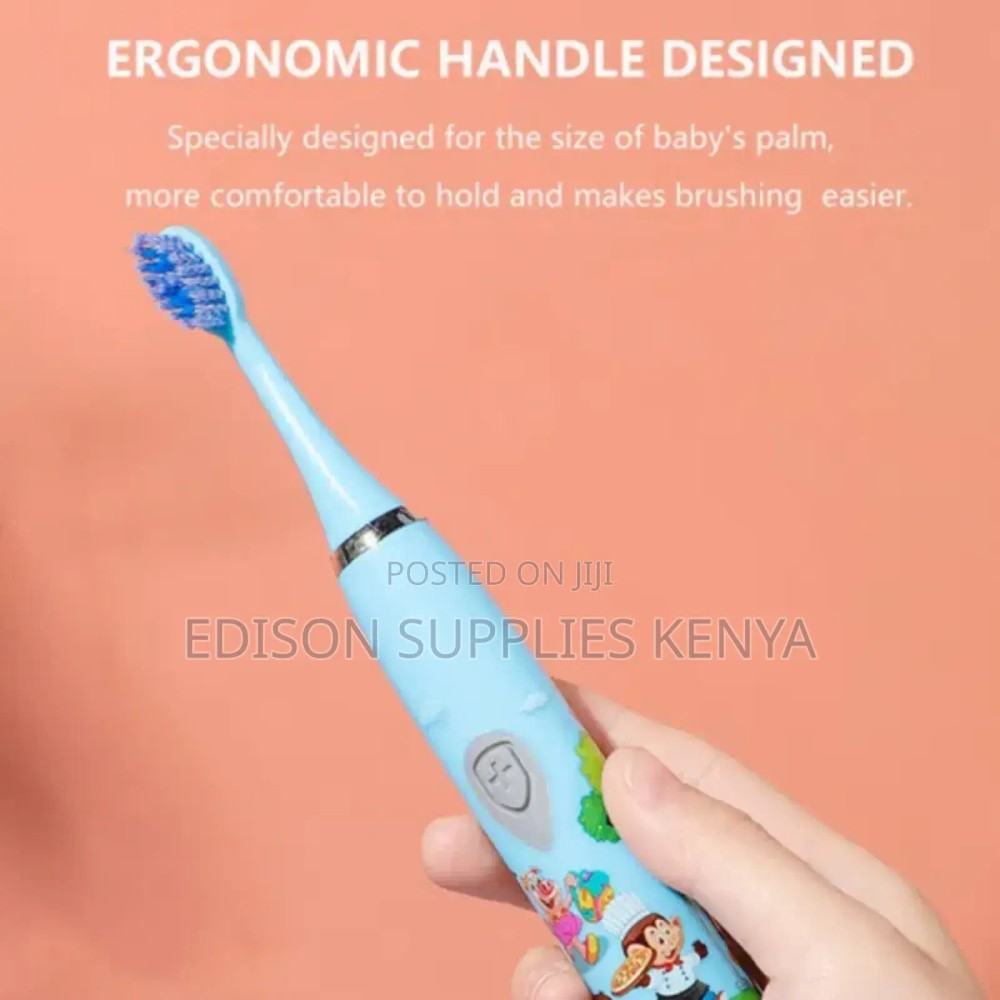 ERGONOMIC HANDLE DESIGNED
Specially designed for the size of baby's palm,
more comfortable to hold and makes brushing easier.
POSTED ON JIJI
EDISON SUPPLIES KENYA